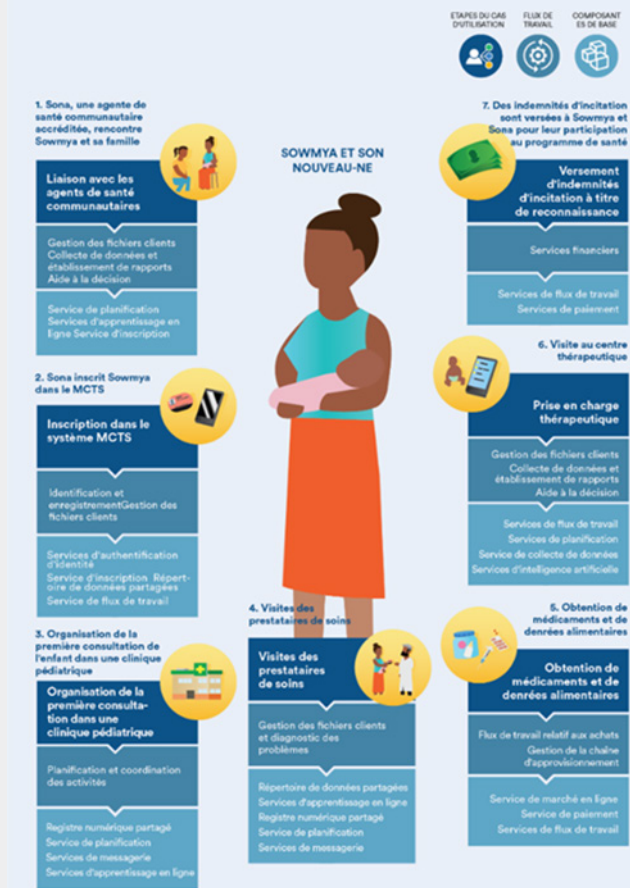 ETAPES DU CAS
D'UTILISATION
FLUX DE
TRAVAIL
COMPOSANT
ES DE BASE
1. Sona, une agente de
santé communautaire
accréditée, rencontre
Sowmya et sa famille
Liaison avec les
agents de santé
communautaires
Gestion des fichiers clients
Collecte de données et
établissement de rapports
Aide à la décision
Service de planification
Services d'apprentissage en
ligne Service d'inscription
2. Sona inscrit Sowmya
dans le MCTS
Inscription dans le
système MCTS
Identification et
enregistrementGestion des
fichiers clients
Services d'authentification
d'identité
Service d'inscription Répert-
oire de données partagées
Service de flux de travail
3. Organisation de la
première consultation de
l'enfant dans une clinique
pédiatrique
Organisation de la
première consulta-
tion dans une
clinique pédiatrique
Planification et coordination
des activités
Registre numérique partagé
Service de planification
Services de messagerie
Services d'apprentissage en ligne
SOWMYA ET SON
NOUVEAU-NE
4. Visites des
prestataires de soins
Visites des
prestataires
de soins
Gestion des fichiers clients
et diagnostic des
problèmes
Répertoire de données partagées
Services d'apprentissage en ligne
Registre numérique partagé
Service de planification
Services de messagerie
5. Obtention de
médicaments et de
denrées alimentaires
Obtention de
médicaments et de
denrées alimentaires
Flux de travail relatif aux achats
Gestion de la chaîne
d'approvisionnement
Service de marché en ligne
Service de paiement
Services de flux de travail
6. Visite au centre
thérapeutique
Prise en charge
thérapeutique
Gestion des fichiers clients
Collecte de données et
établissement de rapports
Aide à la décision
Services de flux de travail
Services de planification
Service de collecte de données
Services d'intelligence artificielle
7. Des indemnités d'incitation
sont versées à Sowmya et
Sona pour leur participation
au programme de santé
Versement
d'indemnités
d'incitation à titre
de reconnaissance
Services financiers
Services de flux de travail
Services de paiement